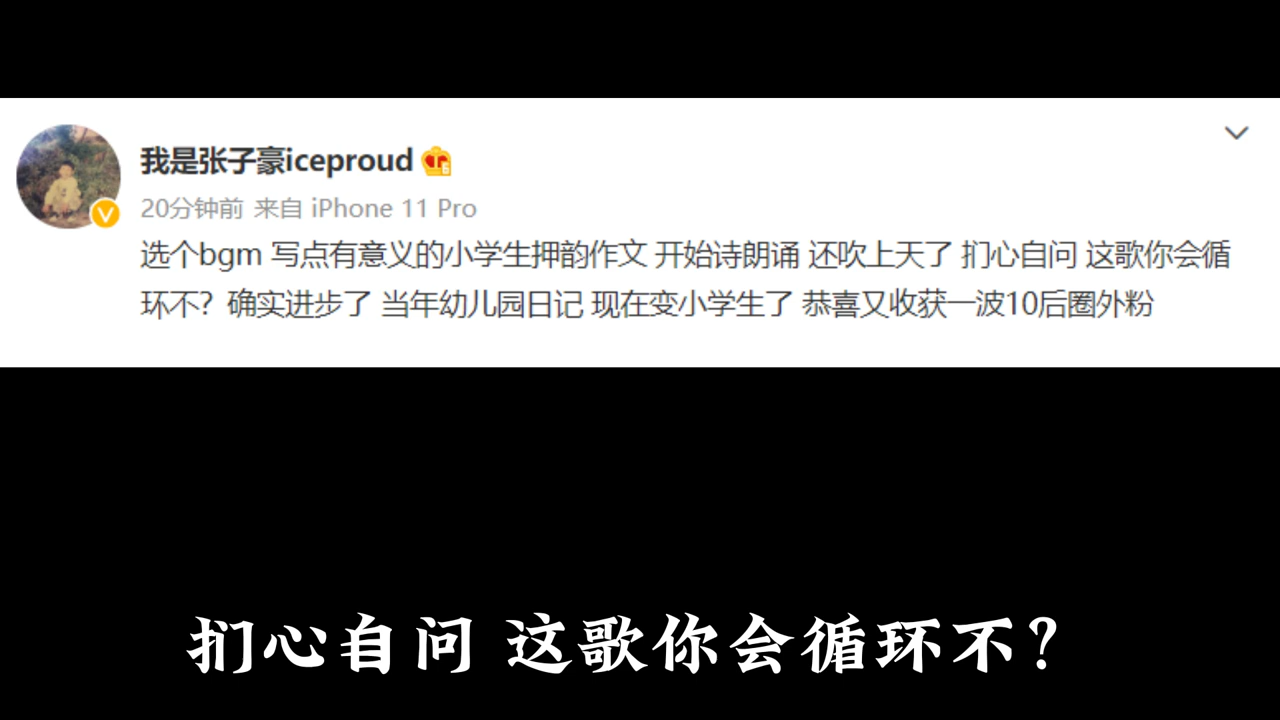 我是张子豪iceproud
20分钟前 来自 iPhone 11 Pro
选个bgm 写点有意义的小学生押韵作文 开始诗朗诵 还吹上天了 扪心自问 这歌你会循
环不？确实进步了 当年幼儿园日记 现在变小学生了 恭喜又收获一波10后圈外粉
扪心自问 这歌你会循环不？